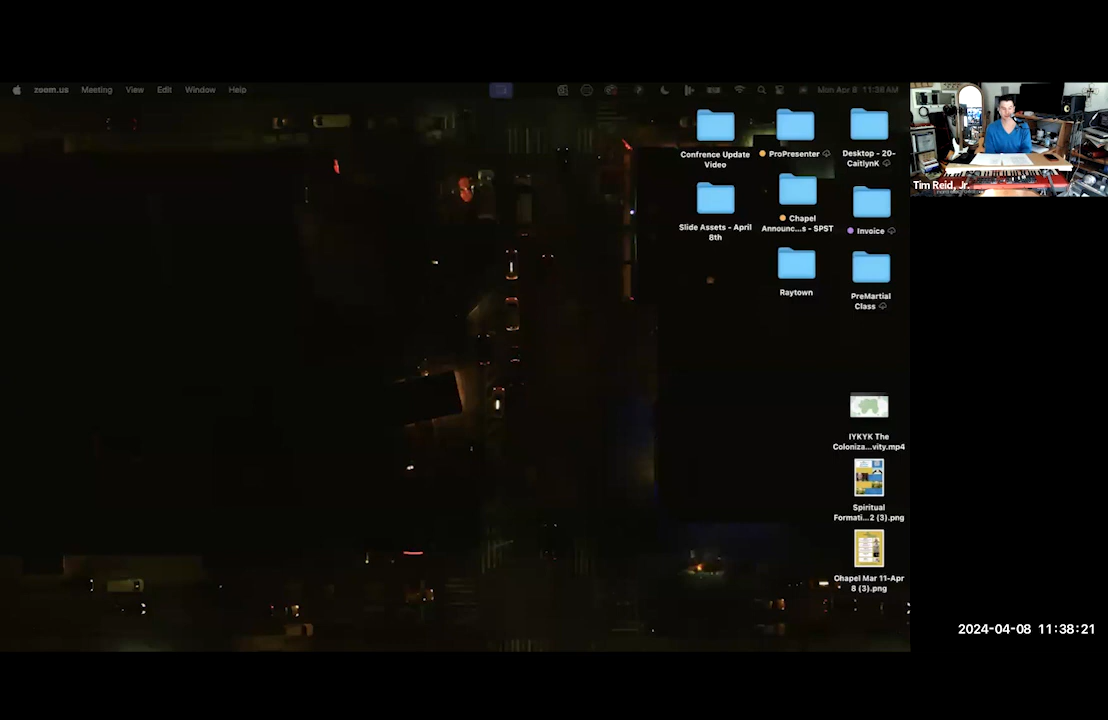 zoom.us Meeting View Edit Window Help
Mon Apr 8 11:38 AM
Confrence Update
Video
ProPresenter
Desktop - 20-
CaitlynK
Slide Assets - April
8th
Chapel
Announc...s - SPST
Invoice
Raytown
PreMartial
Class
IYKYK The
Coloniza...vity.mp4
Spiritual
Formati...2 (3).png
Chapel Mar 11-Apr
8 (3).png
Tim Reid, Jr.
2024-04-08 11:38:21